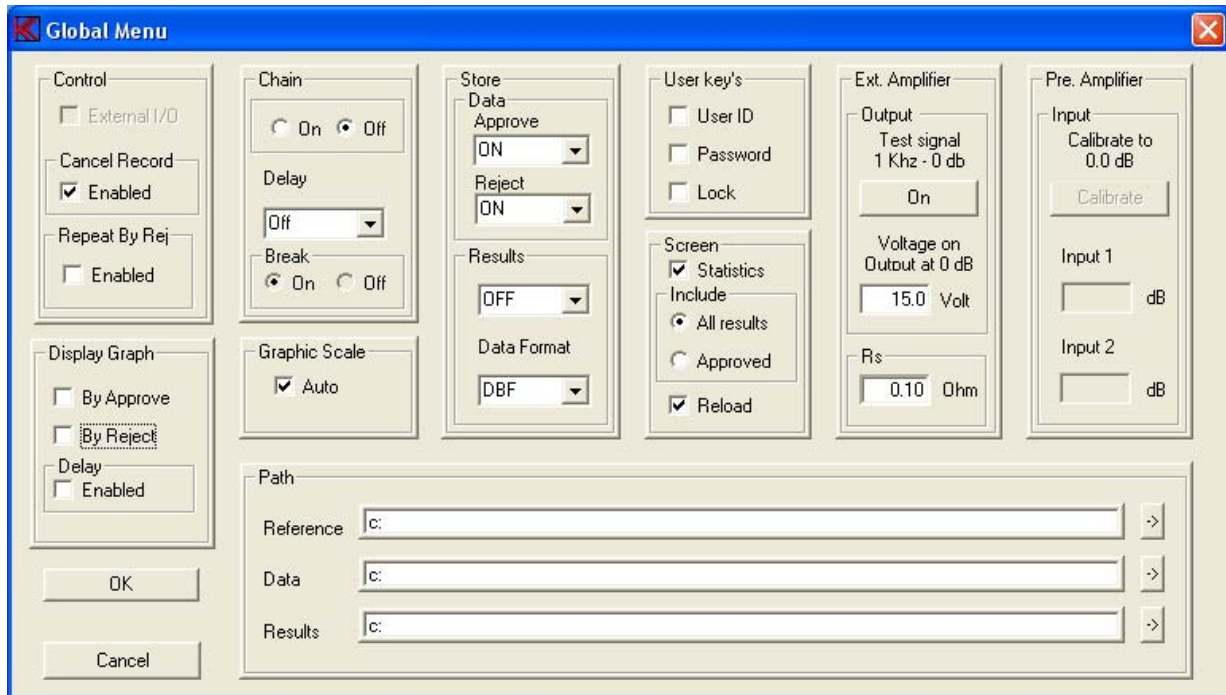 Global Menu
Control
External I/O
Cancel Record
Enabled
Repeat By Rej
Enabled
Display Graph
By Approve
By Reject
Delay
Enabled
OK
Cancel
Chain
On Off
Delay
Off
Break
On Off
Graphic Scale
Auto
Store
Data
Approve
ON
Reject
ON
Results
OFF
Data Format
DBF
User key's
User ID
Password
Lock
Screen
Statistics
Include
All results
Approved
Reload
Ext. Amplifier
Output
Test signal
1 Khz - 0 db
On
Voltage on
Output at 0 dB
15.0 Volt
Rs
0.10 Ohm
Pre. Amplifier
Input
Calibrate to
0.0 dB
Calibrate
Input 1
dB
Input 2
dB
Path
Reference c: ->
Data c: ->
Results c: ->